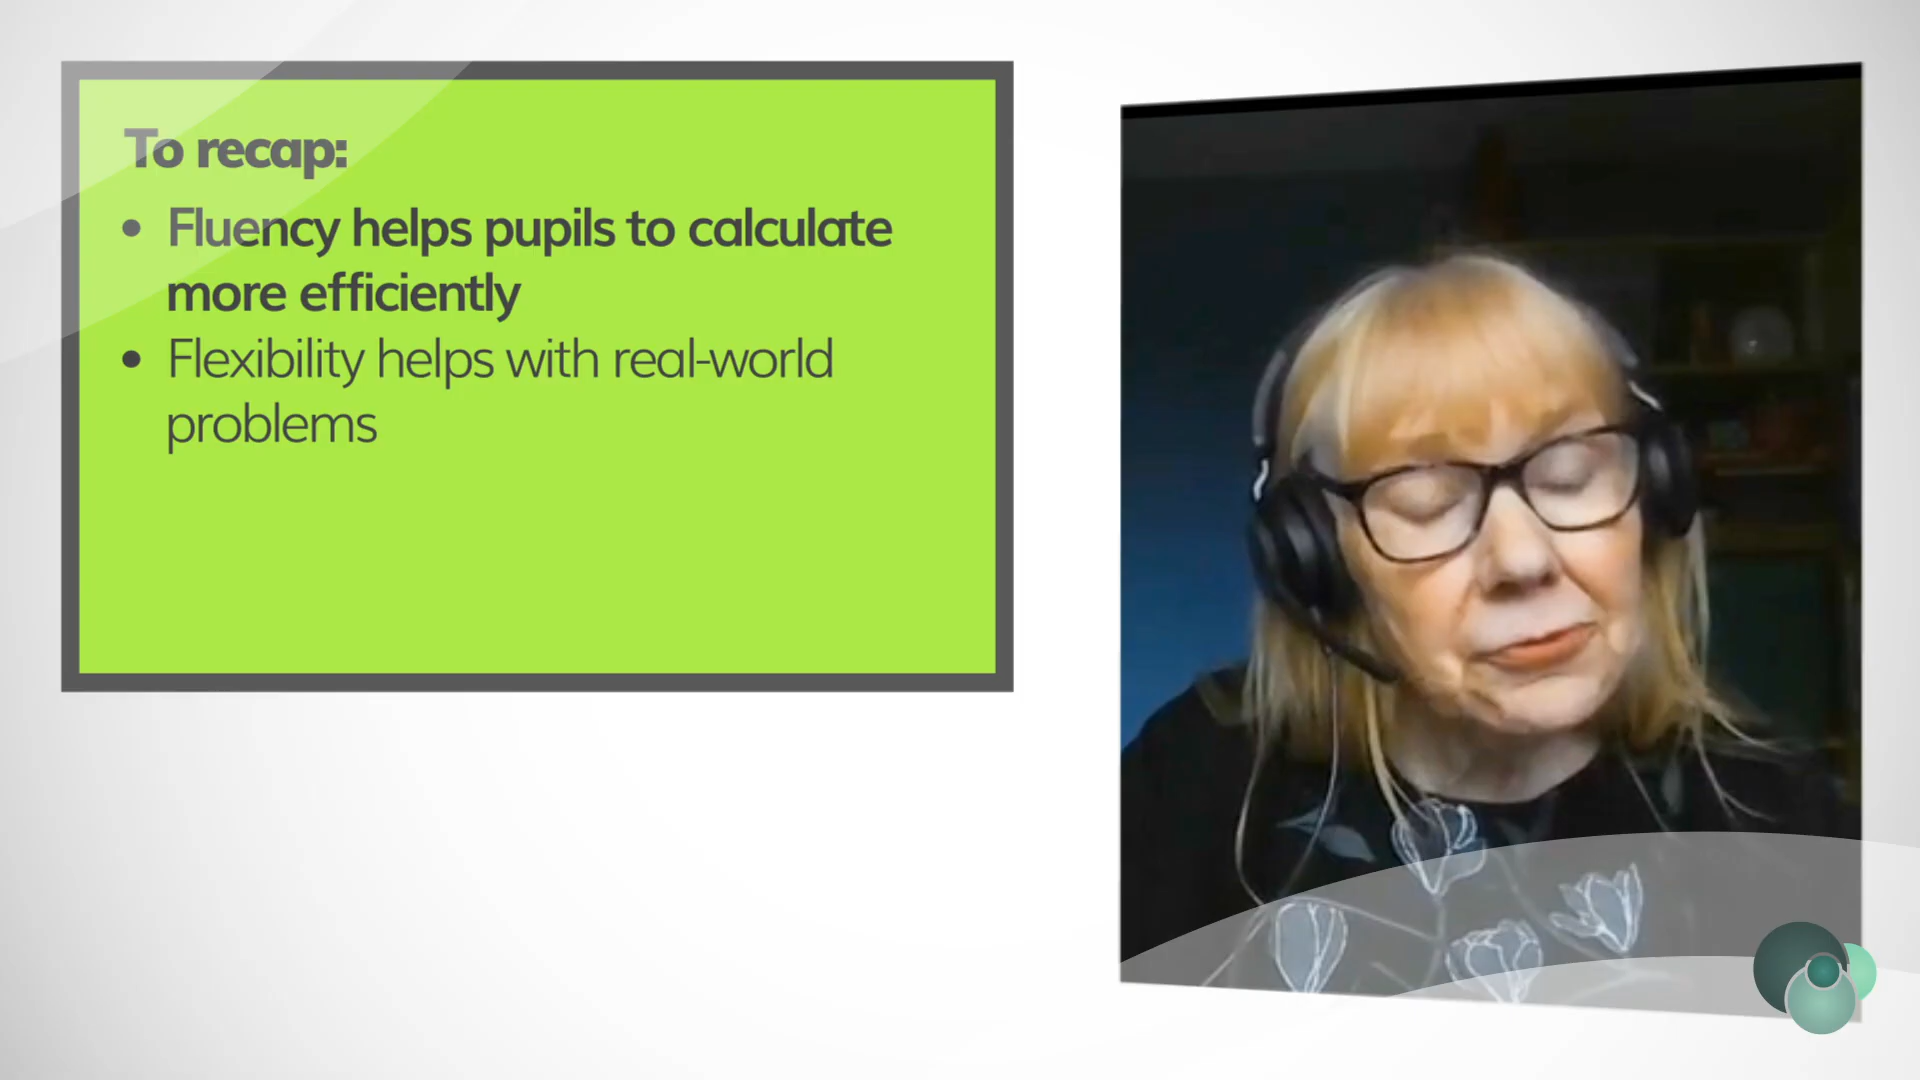 To recap:
• Fluency helps pupils to calculate
more efficiently
• Flexibility helps with real-world
problems